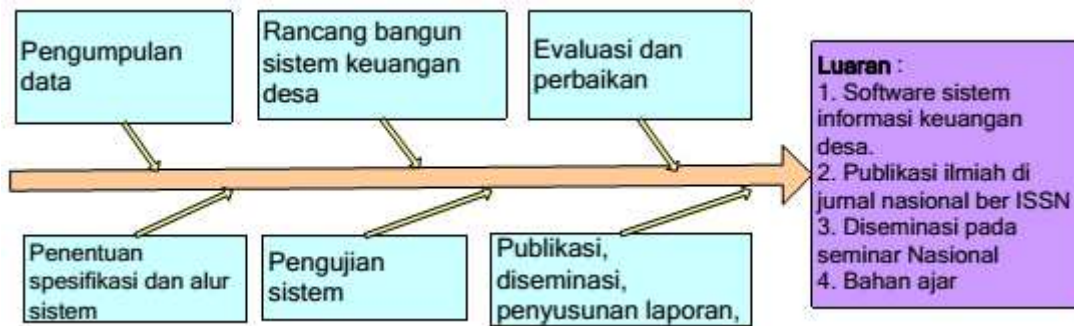 Pengumpulan
data
Rancang bangun
sistem keuangan
desa
Evaluasi dan
perbaikan
Penentuan
spesifikasi dan alur
sistem
Pengujian
sistem
Publikasi,
diseminasi,
penyusunan laporan,
Luaran :
1. Software sistem
informasi keuangan
desa.
2. Publikasi ilmiah di
jurnal nasional ber ISSN
3. Diseminasi pada
seminar Nasional
4. Bahan ajar